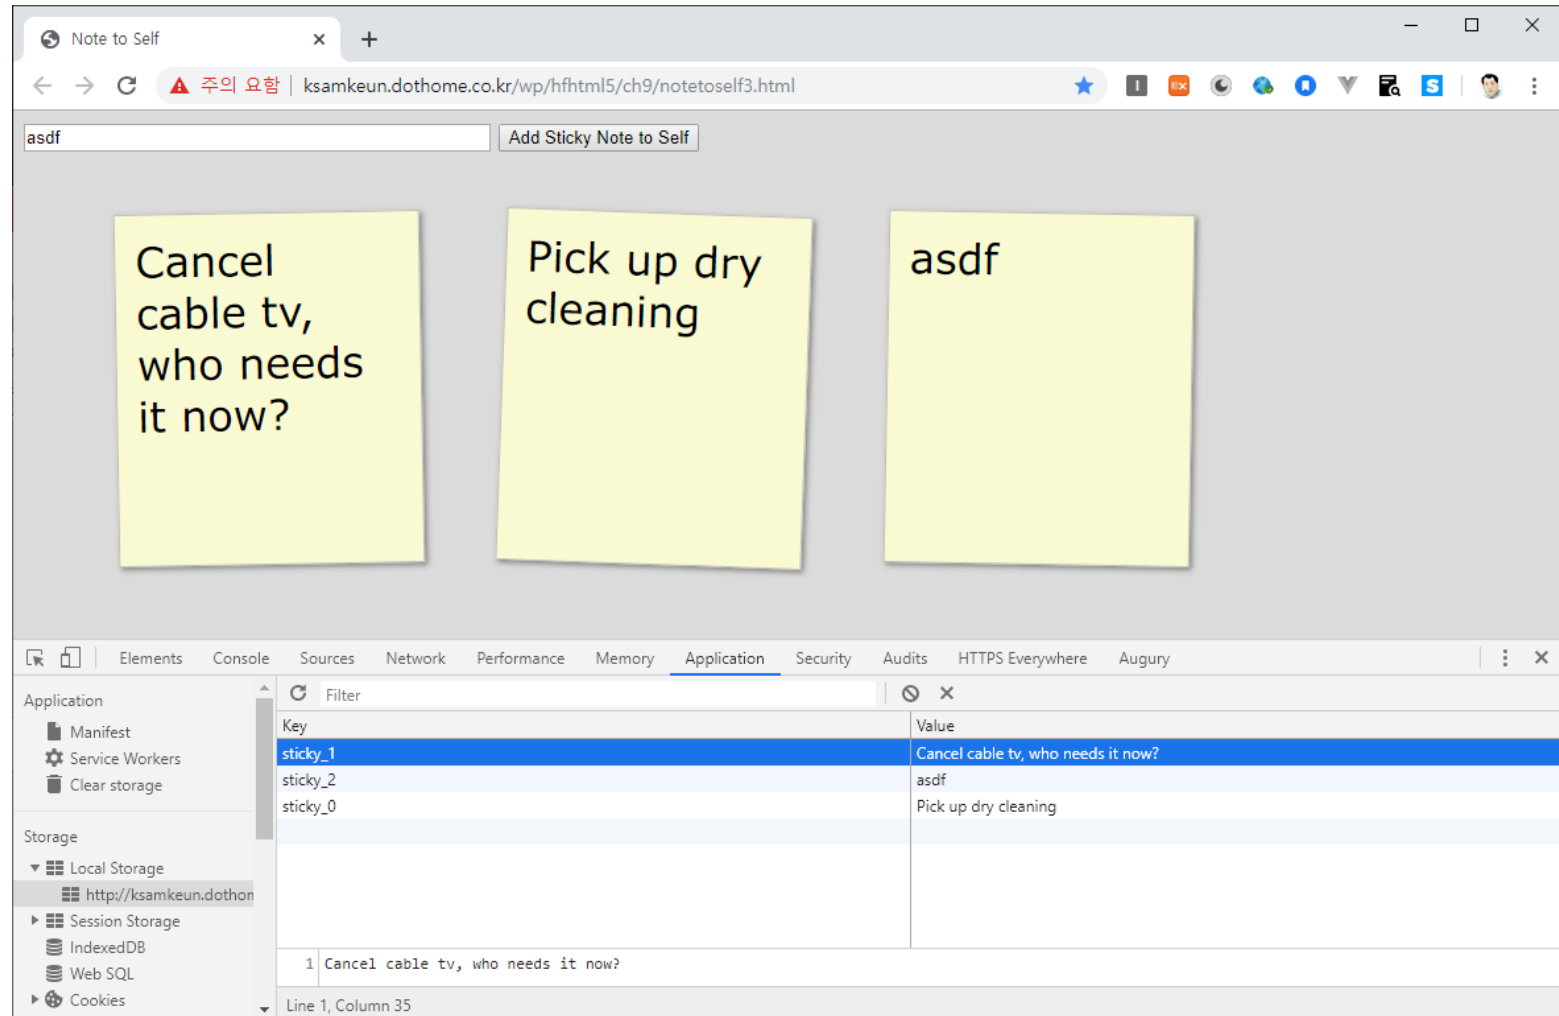 Note to Self
주의 요함 ksamkeun.dothome.co.kr/wp/hfhtml5/ch9/notetoself3.html
asdf Add Sticky Note to Self
Cancel
cable tv,
who needs
it now?
Pick up dry
cleaning
asdf
Elements Console Sources Network Performance Memory Application Security Audits HTTPS Everywhere Augury
Application
Manifest
Service Workers
Clear storage
Storage
Local Storage
http://ksamkeun.dothon
Session Storage
IndexedDB
Web SQL
Cookies
Filter
Key Value
sticky_1 Cancel cable tv, who needs it now?
sticky_2 asdf
sticky_0 Pick up dry cleaning
1 Cancel cable tv, who needs it now?
Line 1, Column 35